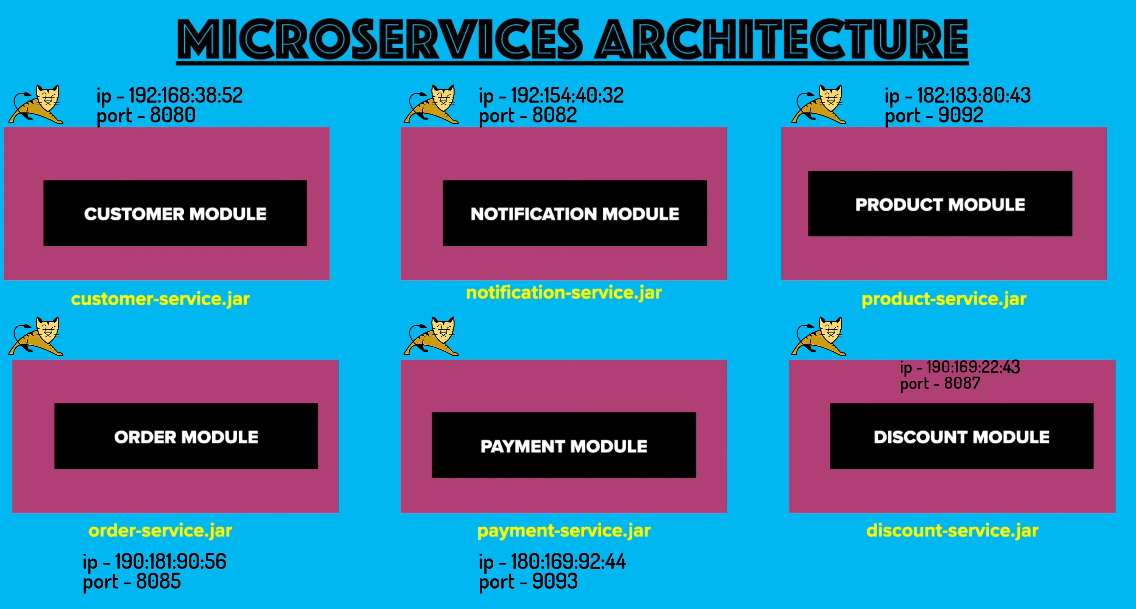 MICROSERVICES ARCHITECTURE
ip - 192:168:38:52
port - 8080
CUSTOMER MODULE
customer-service.jar
ip - 192:154:40:32
port - 8082
NOTIFICATION MODULE
notification-service.jar
ip - 182:183:80:43
port - 9092
PRODUCT MODULE
product-service.jar
ORDER MODULE
order-service.jar
ip - 190:181:90:56
port - 8085
PAYMENT MODULE
payment-service.jar
ip - 180:169:92:44
port - 9093
ip - 190:169:22:43
port - 8087
DISCOUNT MODULE
discount-service.jar